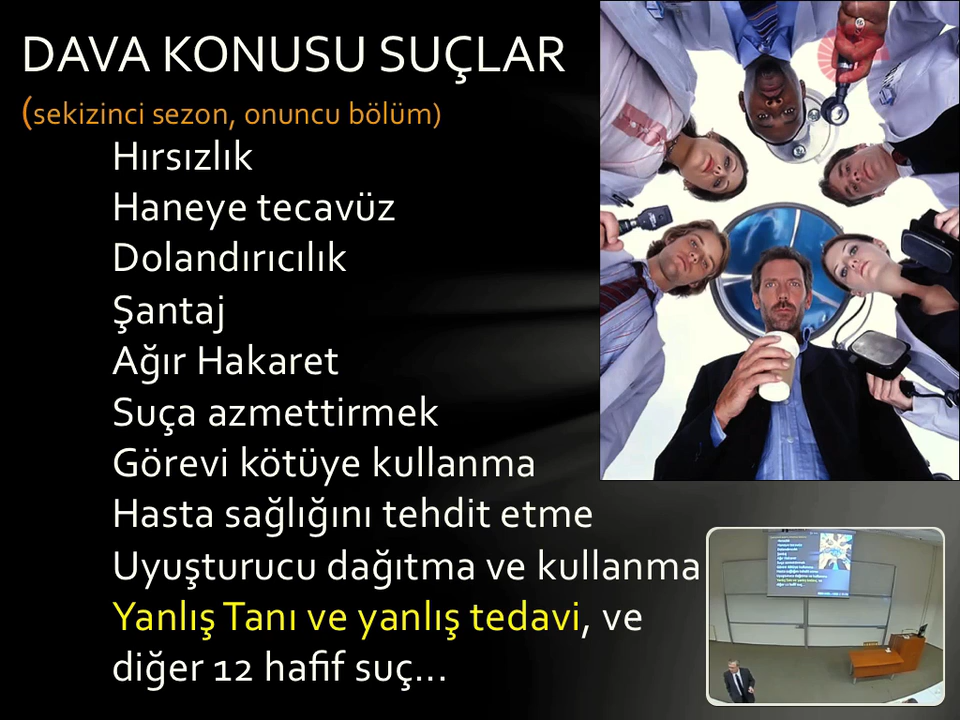 DAVA KONUSU SUÇLAR
(sekizinci sezon, onuncu bölüm)
Hırsızlık
Haneye tecavüz
Dolandırıcılık
Şantaj
Ağır Hakaret
Suça azmettirmek
Görevi kötüye kullanma
Hasta sağlığını tehdit etme
Uyuşturucu dağıtma ve kullanma
Yanlış Tanı ve yanlış tedavi, ve
diğer 12 hafif suç...